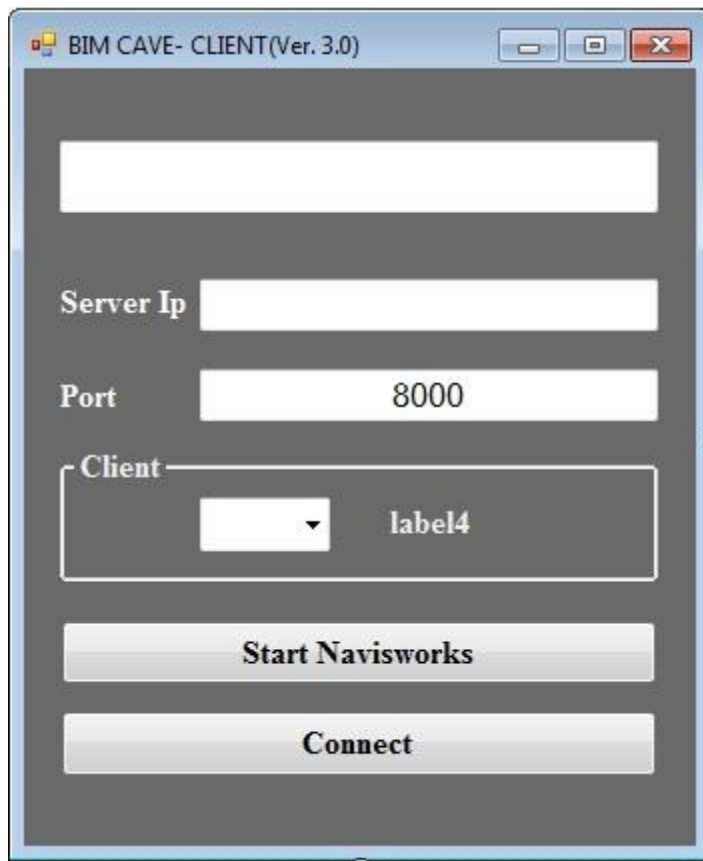 BIM CAVE- CLIENT(Ver. 3.0)
Server Ip
Port 8000
Client
label4
Start Navisworks
Connect